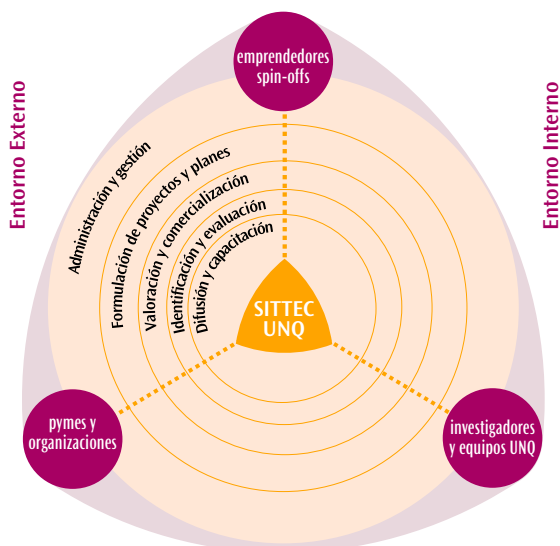 emprendedores
spin-offs
Entorno Externo
Entorno Interno
Administración y gestión
Formulación de proyectos y planes
Valoración y comercialización
Identificación y evaluación
Difusión y capacitación
SITTEC
UNQ
pymes y
organizaciones
investigadores
y equipos UNQ